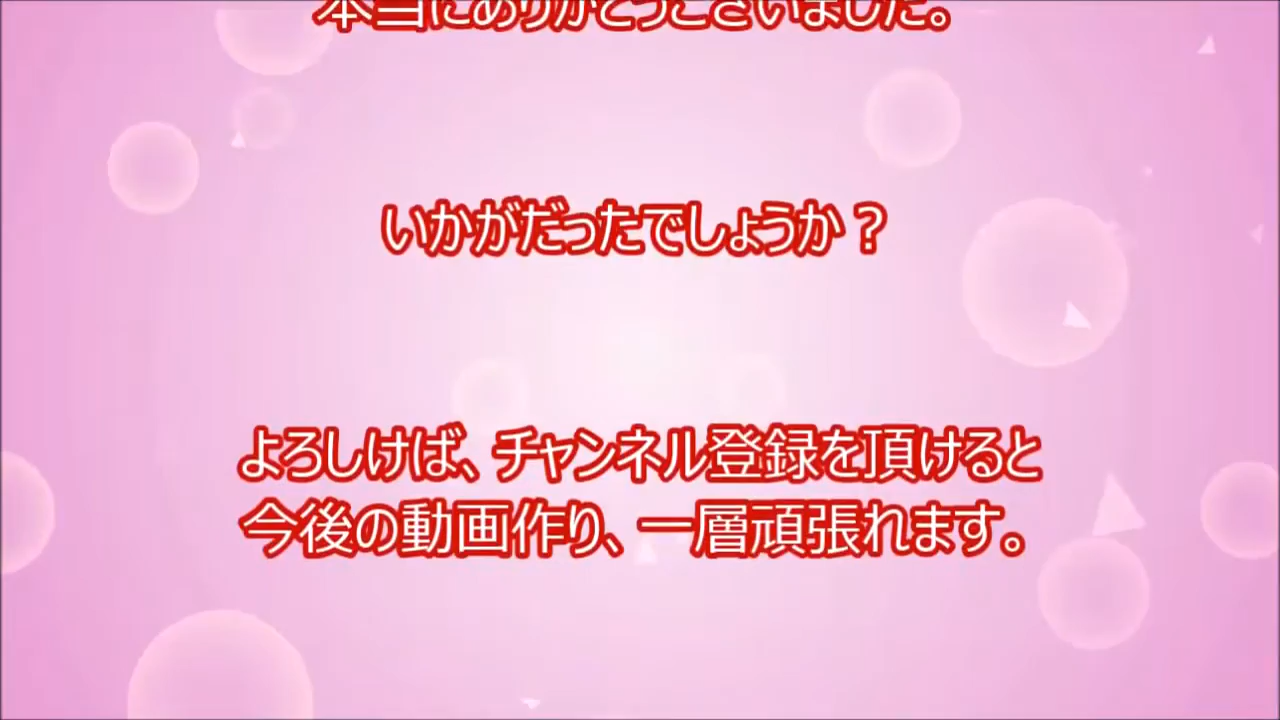 本当にありがとうございました。
いかがだったでしょうか？
よろしければ、チャンネル登録を頂けると
今後の動画作り、一層頑張れます。